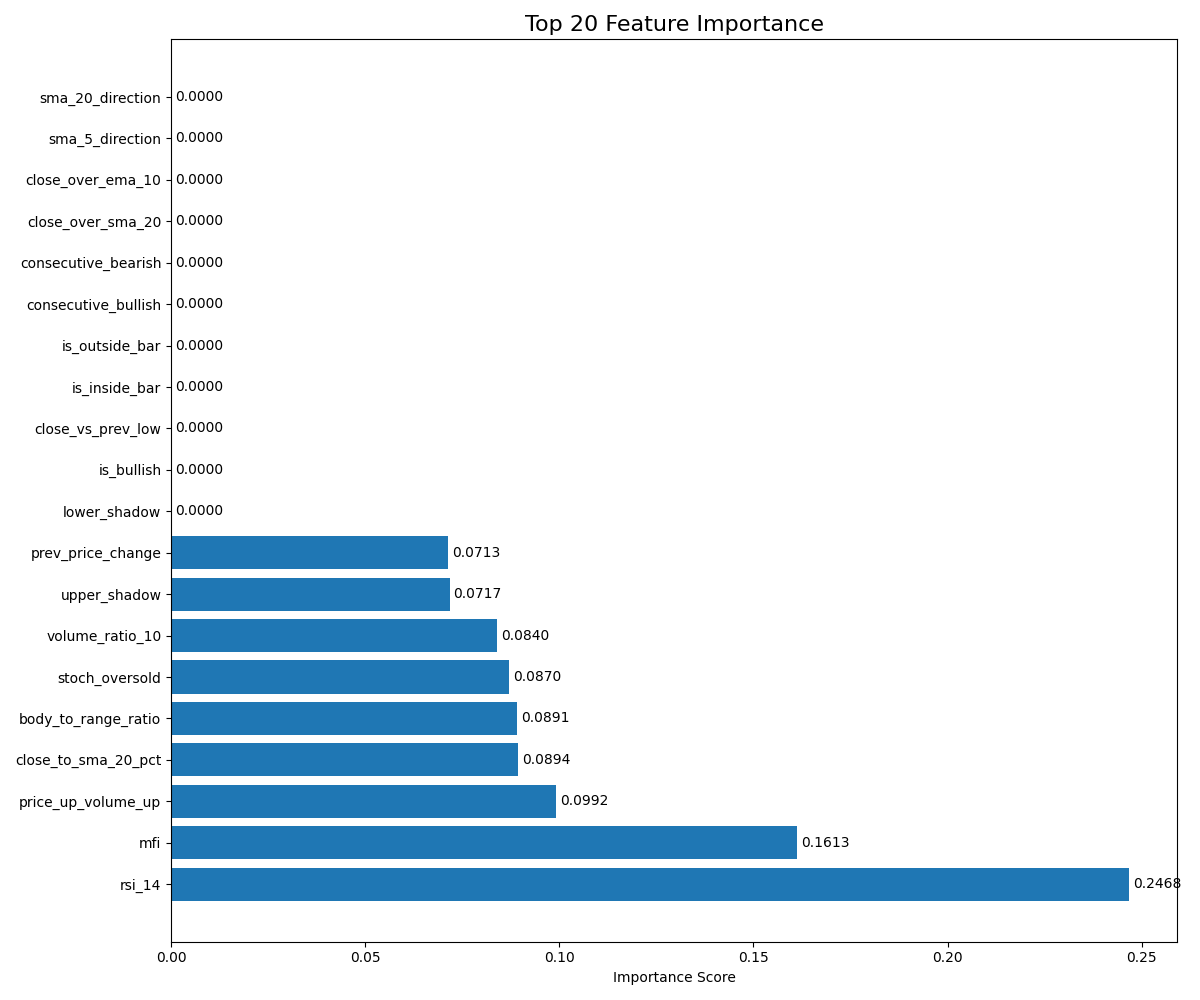 Top 20 Feature Importance
sma_20_direction 0.0000
sma_5_direction 0.0000
close_over_ema_10 0.0000
close_over_sma_20 0.0000
consecutive_bearish 0.0000
consecutive_bullish 0.0000
is_outside_bar 0.0000
is_inside_bar 0.0000
close_vs_prev_low 0.0000
is_bullish 0.0000
lower_shadow 0.0000
prev_price_change 0.0713
upper_shadow 0.0717
volume_ratio_10 0.0840
stoch_oversold 0.0870
body_to_range_ratio 0.0891
close_to_sma_20_pct 0.0894
price_up_volume_up 0.0992
mfi 0.1613
rsi_14 0.2468
0.00 0.05 0.10 0.15 0.20 0.25
Importance Score